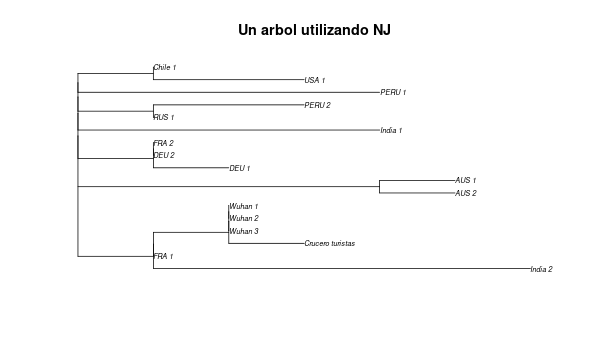 Un arbol utilizando NJ
Chile 1
USA 1
PERU 1
PERU 2
RUS 1
India 1
FRA 2
DEU 2
DEU 1
AUS 1
AUS 2
Wuhan 1
Wuhan 2
Wuhan 3
Crucero turistas
FRA 1
India 2